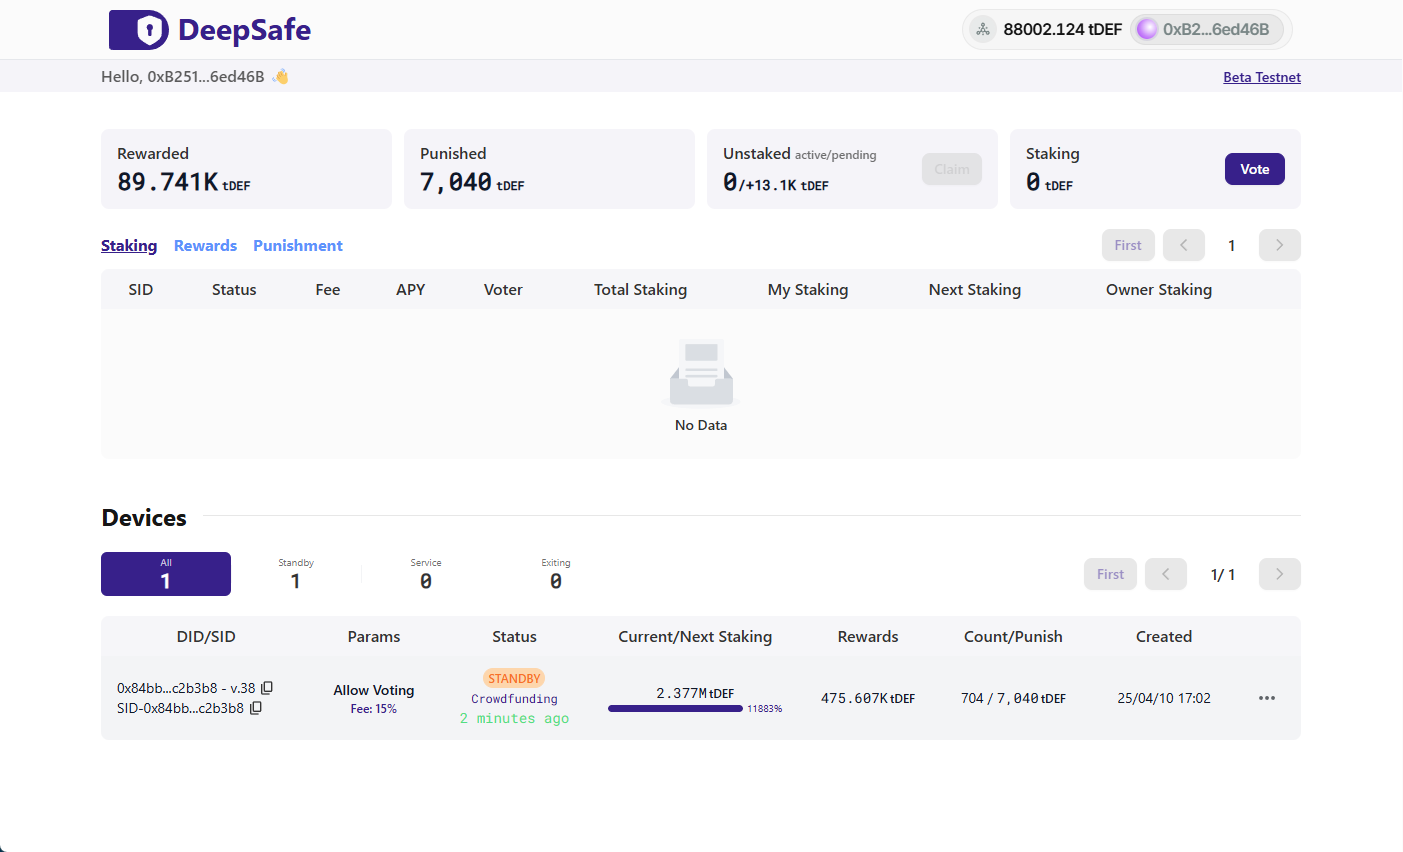 DeepSafe
88002.124 tDEF 0xB2...6ed46B
Hello, 0xB251...6ed46B 👋
Beta Testnet
Rewarded
89.741K tDEF
Punished
7,040 tDEF
Unstaked active/pending
0/+13.1K tDEF
Claim
Staking
0 tDEF
Vote
Staking Rewards Punishment
First < 1 >
SID Status Fee APY Voter Total Staking My Staking Next Staking Owner Staking
No Data
Devices
All
1
Standby
1
Service
0
Exiting
0
First < 1/ 1 >
DID/SID Params Status Current/Next Staking Rewards Count/Punish Created
0x84bb...c2b3b8 - v.38
SID-0x84bb...c2b3b8
Allow Voting
Fee: 15%
STANDBY
Crowdfunding
2 minutes ago
2.377M tDEF
11883%
475.607K tDEF
704 / 7,040 tDEF
25/04/10 17:02
•••